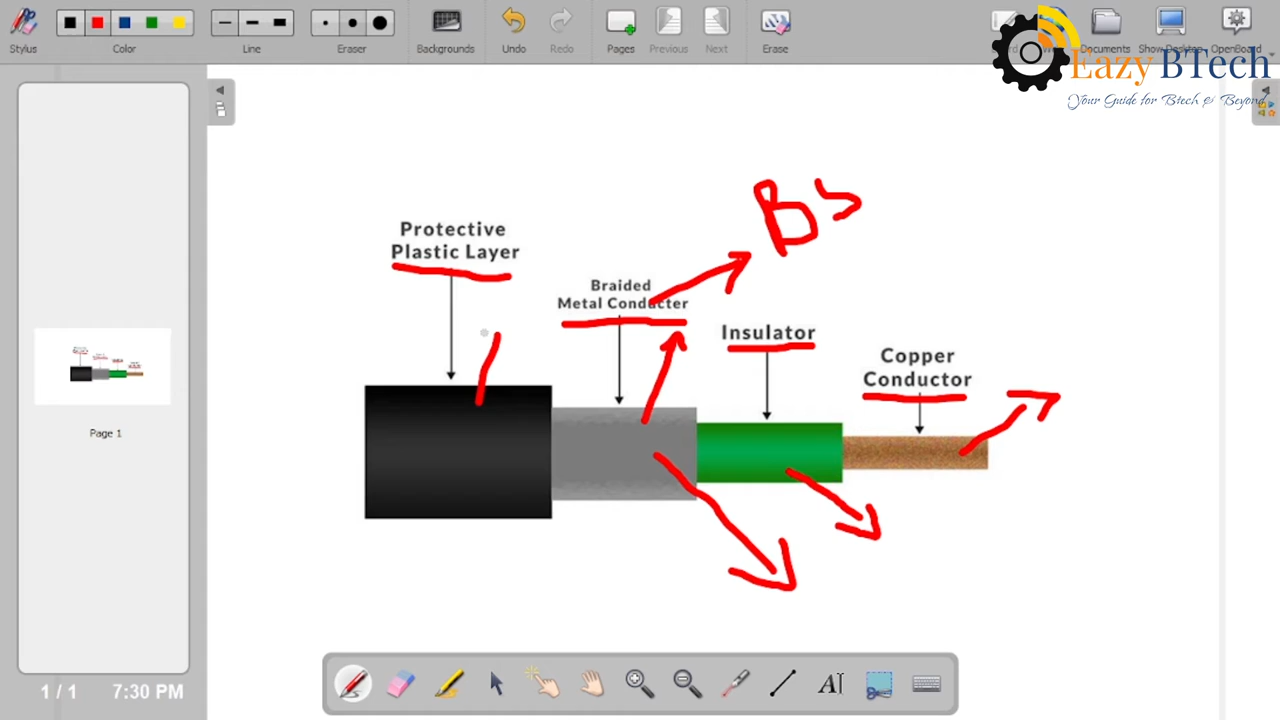 Stylus
Color
Line
Eraser
Backgrounds
Undo
Redo
Pages
Previous
Next
Erase
Documents
Show Desktop
OpenBoard
Eazy BTech
Your Guide for Btech & Beyond
BS
Protective
Plastic Layer
Braided
Metal Conducter
Insulator
Copper
Conductor
Page 1
1 / 1
7:30 PM